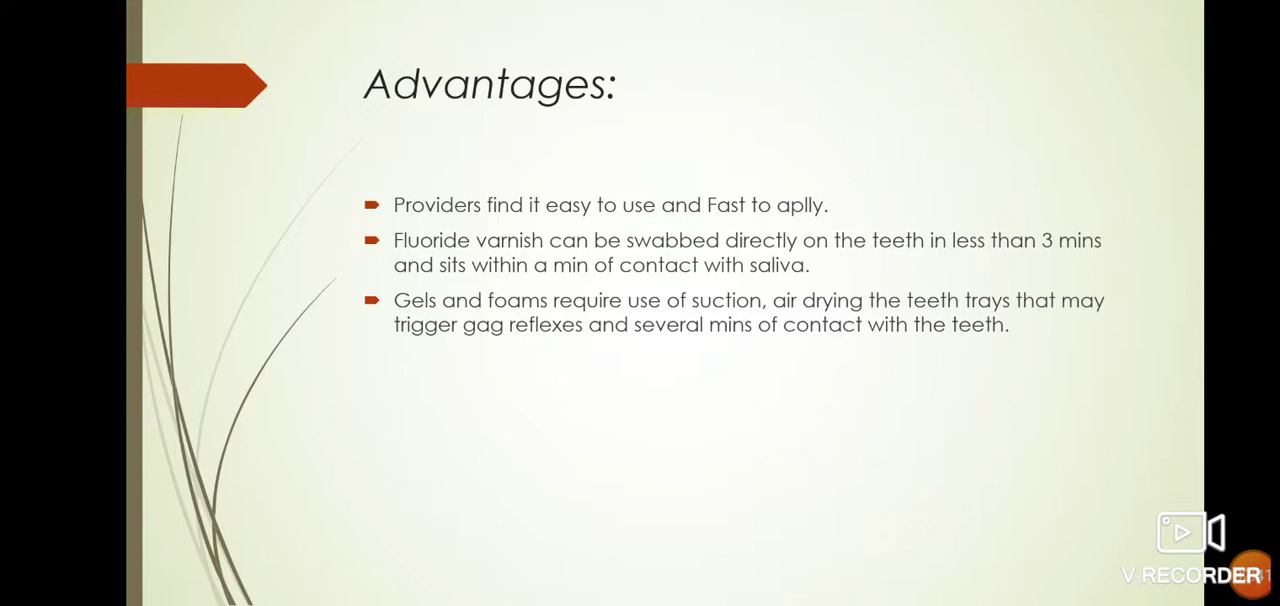 Advantages:
Providers find it easy to use and Fast to aplly.
Fluoride varnish can be swabbed directly on the teeth in less than 3 mins
and sits within a min of contact with saliva.
Gels and foams require use of suction, air drying the teeth trays that may
trigger gag reflexes and several mins of contact with the teeth.
V RECORDER